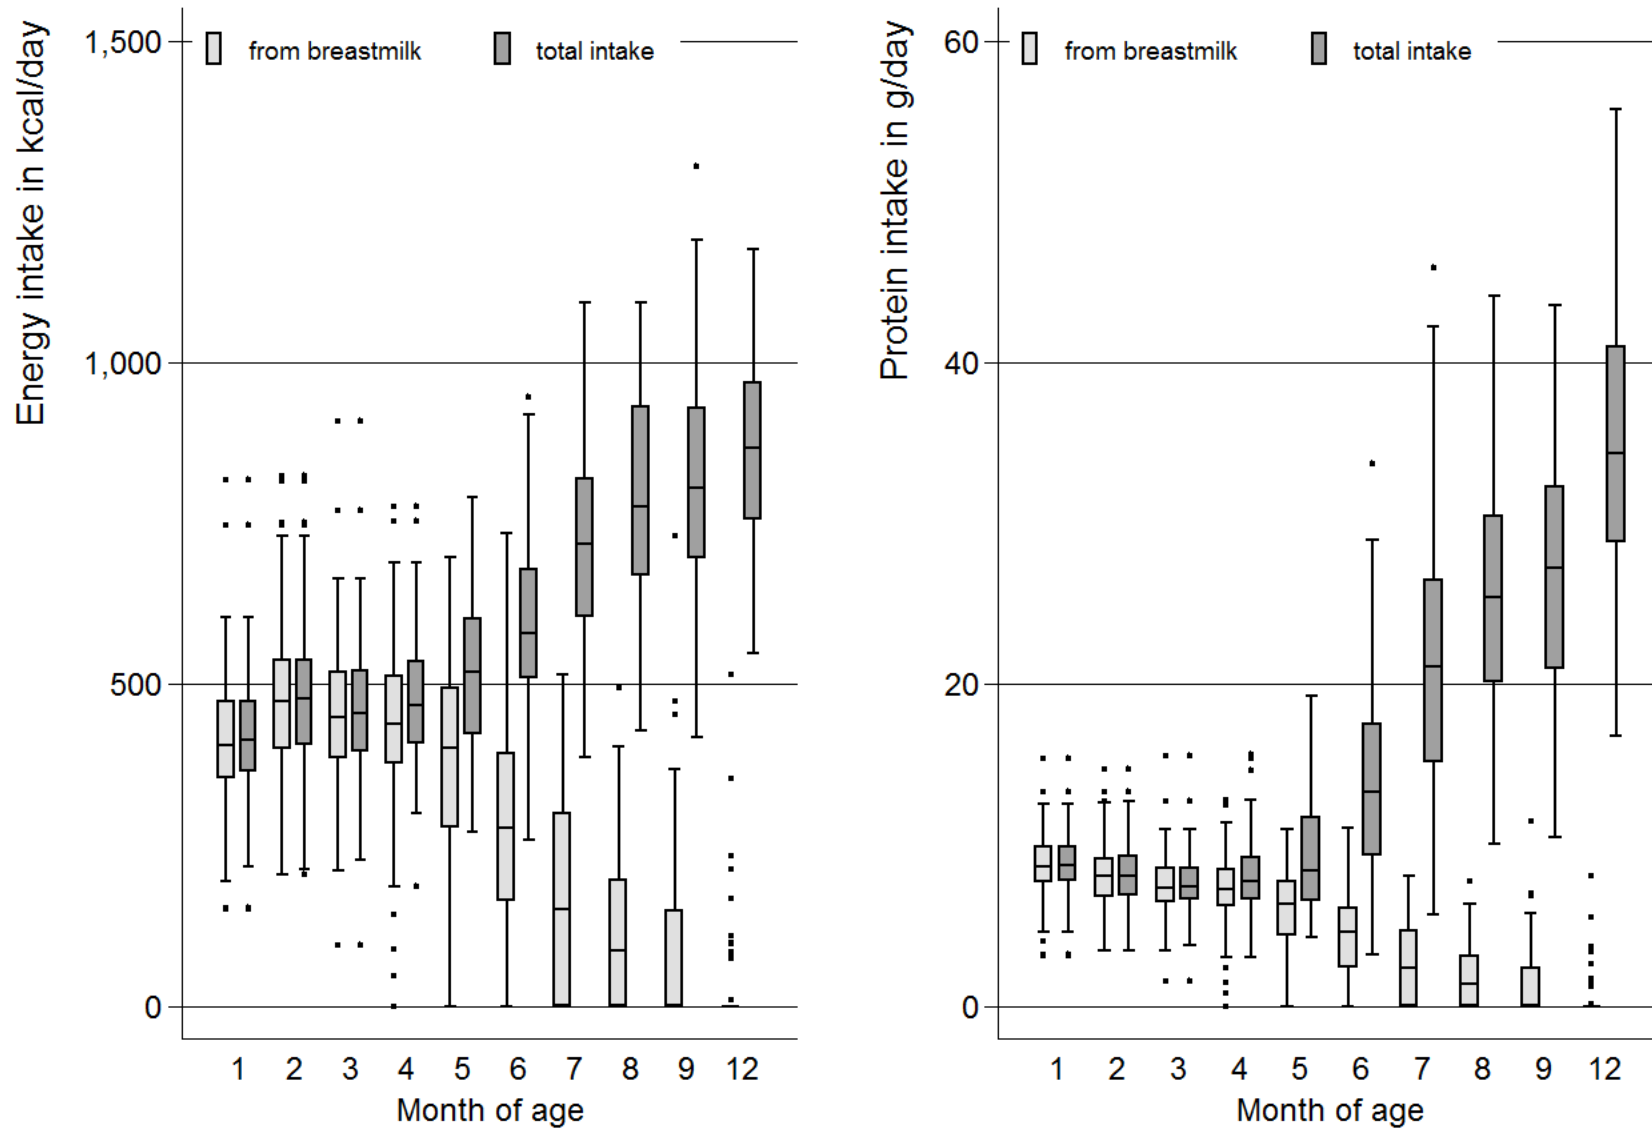 Energy intake in kcal/day
1,500
1,000
500
0
from breastmilk
total intake
1 2 3 4 5 6 7 8 9 12
Month of age
Protein intake in g/day
60
40
20
0
from breastmilk
total intake
1 2 3 4 5 6 7 8 9 12
Month of age